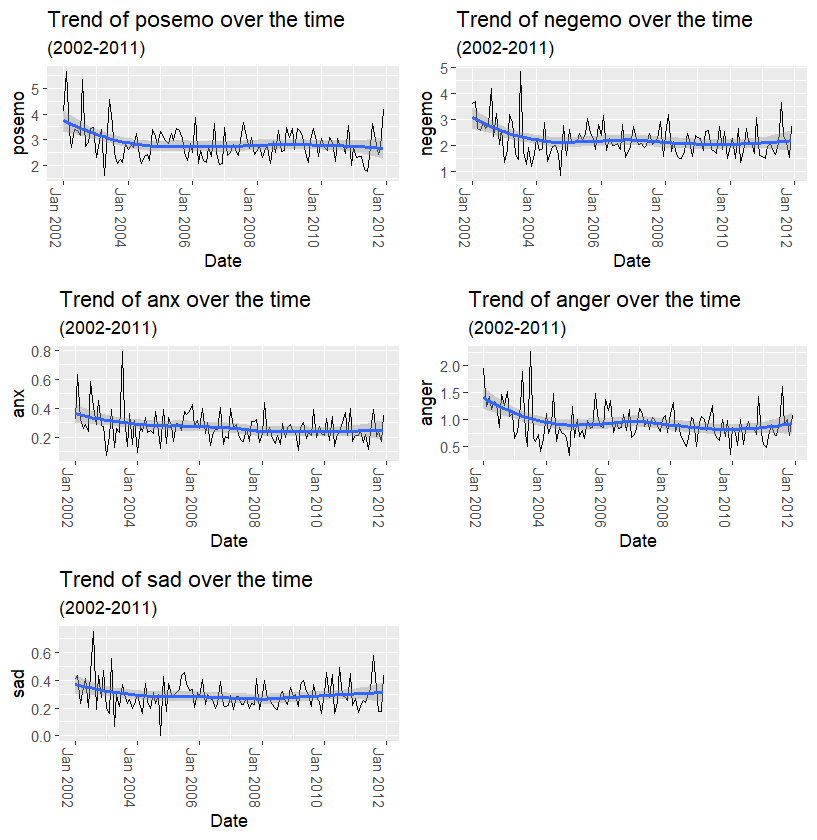 Trend of posemo over the time
(2002-2011)
posemo
5
4
3
2
Jan 2002
Jan 2004
Jan 2006
Jan 2008
Jan 2010
Jan 2012
Date
Trend of negemo over the time
(2002-2011)
negemo
5
4
3
2
1
Jan 2002
Jan 2004
Jan 2006
Jan 2008
Jan 2010
Jan 2012
Date
Trend of anx over the time
(2002-2011)
anx
0.8
0.6
0.4
0.2
Jan 2002
Jan 2004
Jan 2006
Jan 2008
Jan 2010
Jan 2012
Date
Trend of anger over the time
(2002-2011)
anger
2.0
1.5
1.0
0.5
Jan 2002
Jan 2004
Jan 2006
Jan 2008
Jan 2010
Jan 2012
Date
Trend of sad over the time
(2002-2011)
sad
0.6
0.4
0.2
0.0
Jan 2002
Jan 2004
Jan 2006
Jan 2008
Jan 2010
Jan 2012
Date